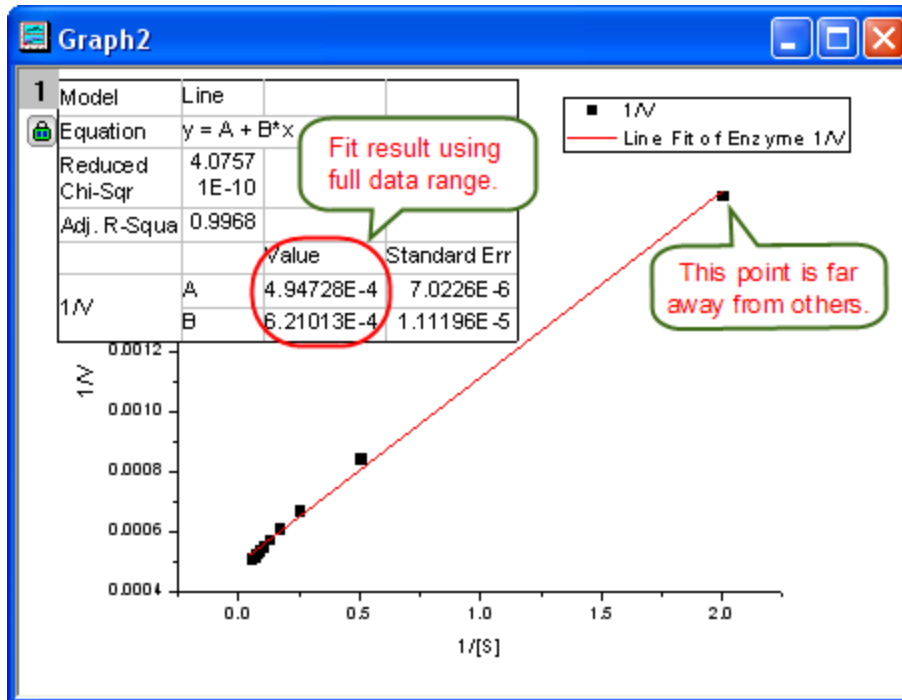 Graph2
1
Model Line
Equation y = A + B*x
Reduced Chi-Sqr 4.0757 1E-10
Adj. R-Squa 0.9968
Value Standard Err
1/V A 4.94728E-4 7.0226E-6
B 6.21013E-4 1.11196E-5
Fit result using
full data range.
1/V
Line Fit of Enzyme 1/V
This point is far
away from others.
0.0012
0.0010
0.0008
0.0006
0.0004
1/V
0.0 0.5 1.0 1.5 2.0
1/[S]